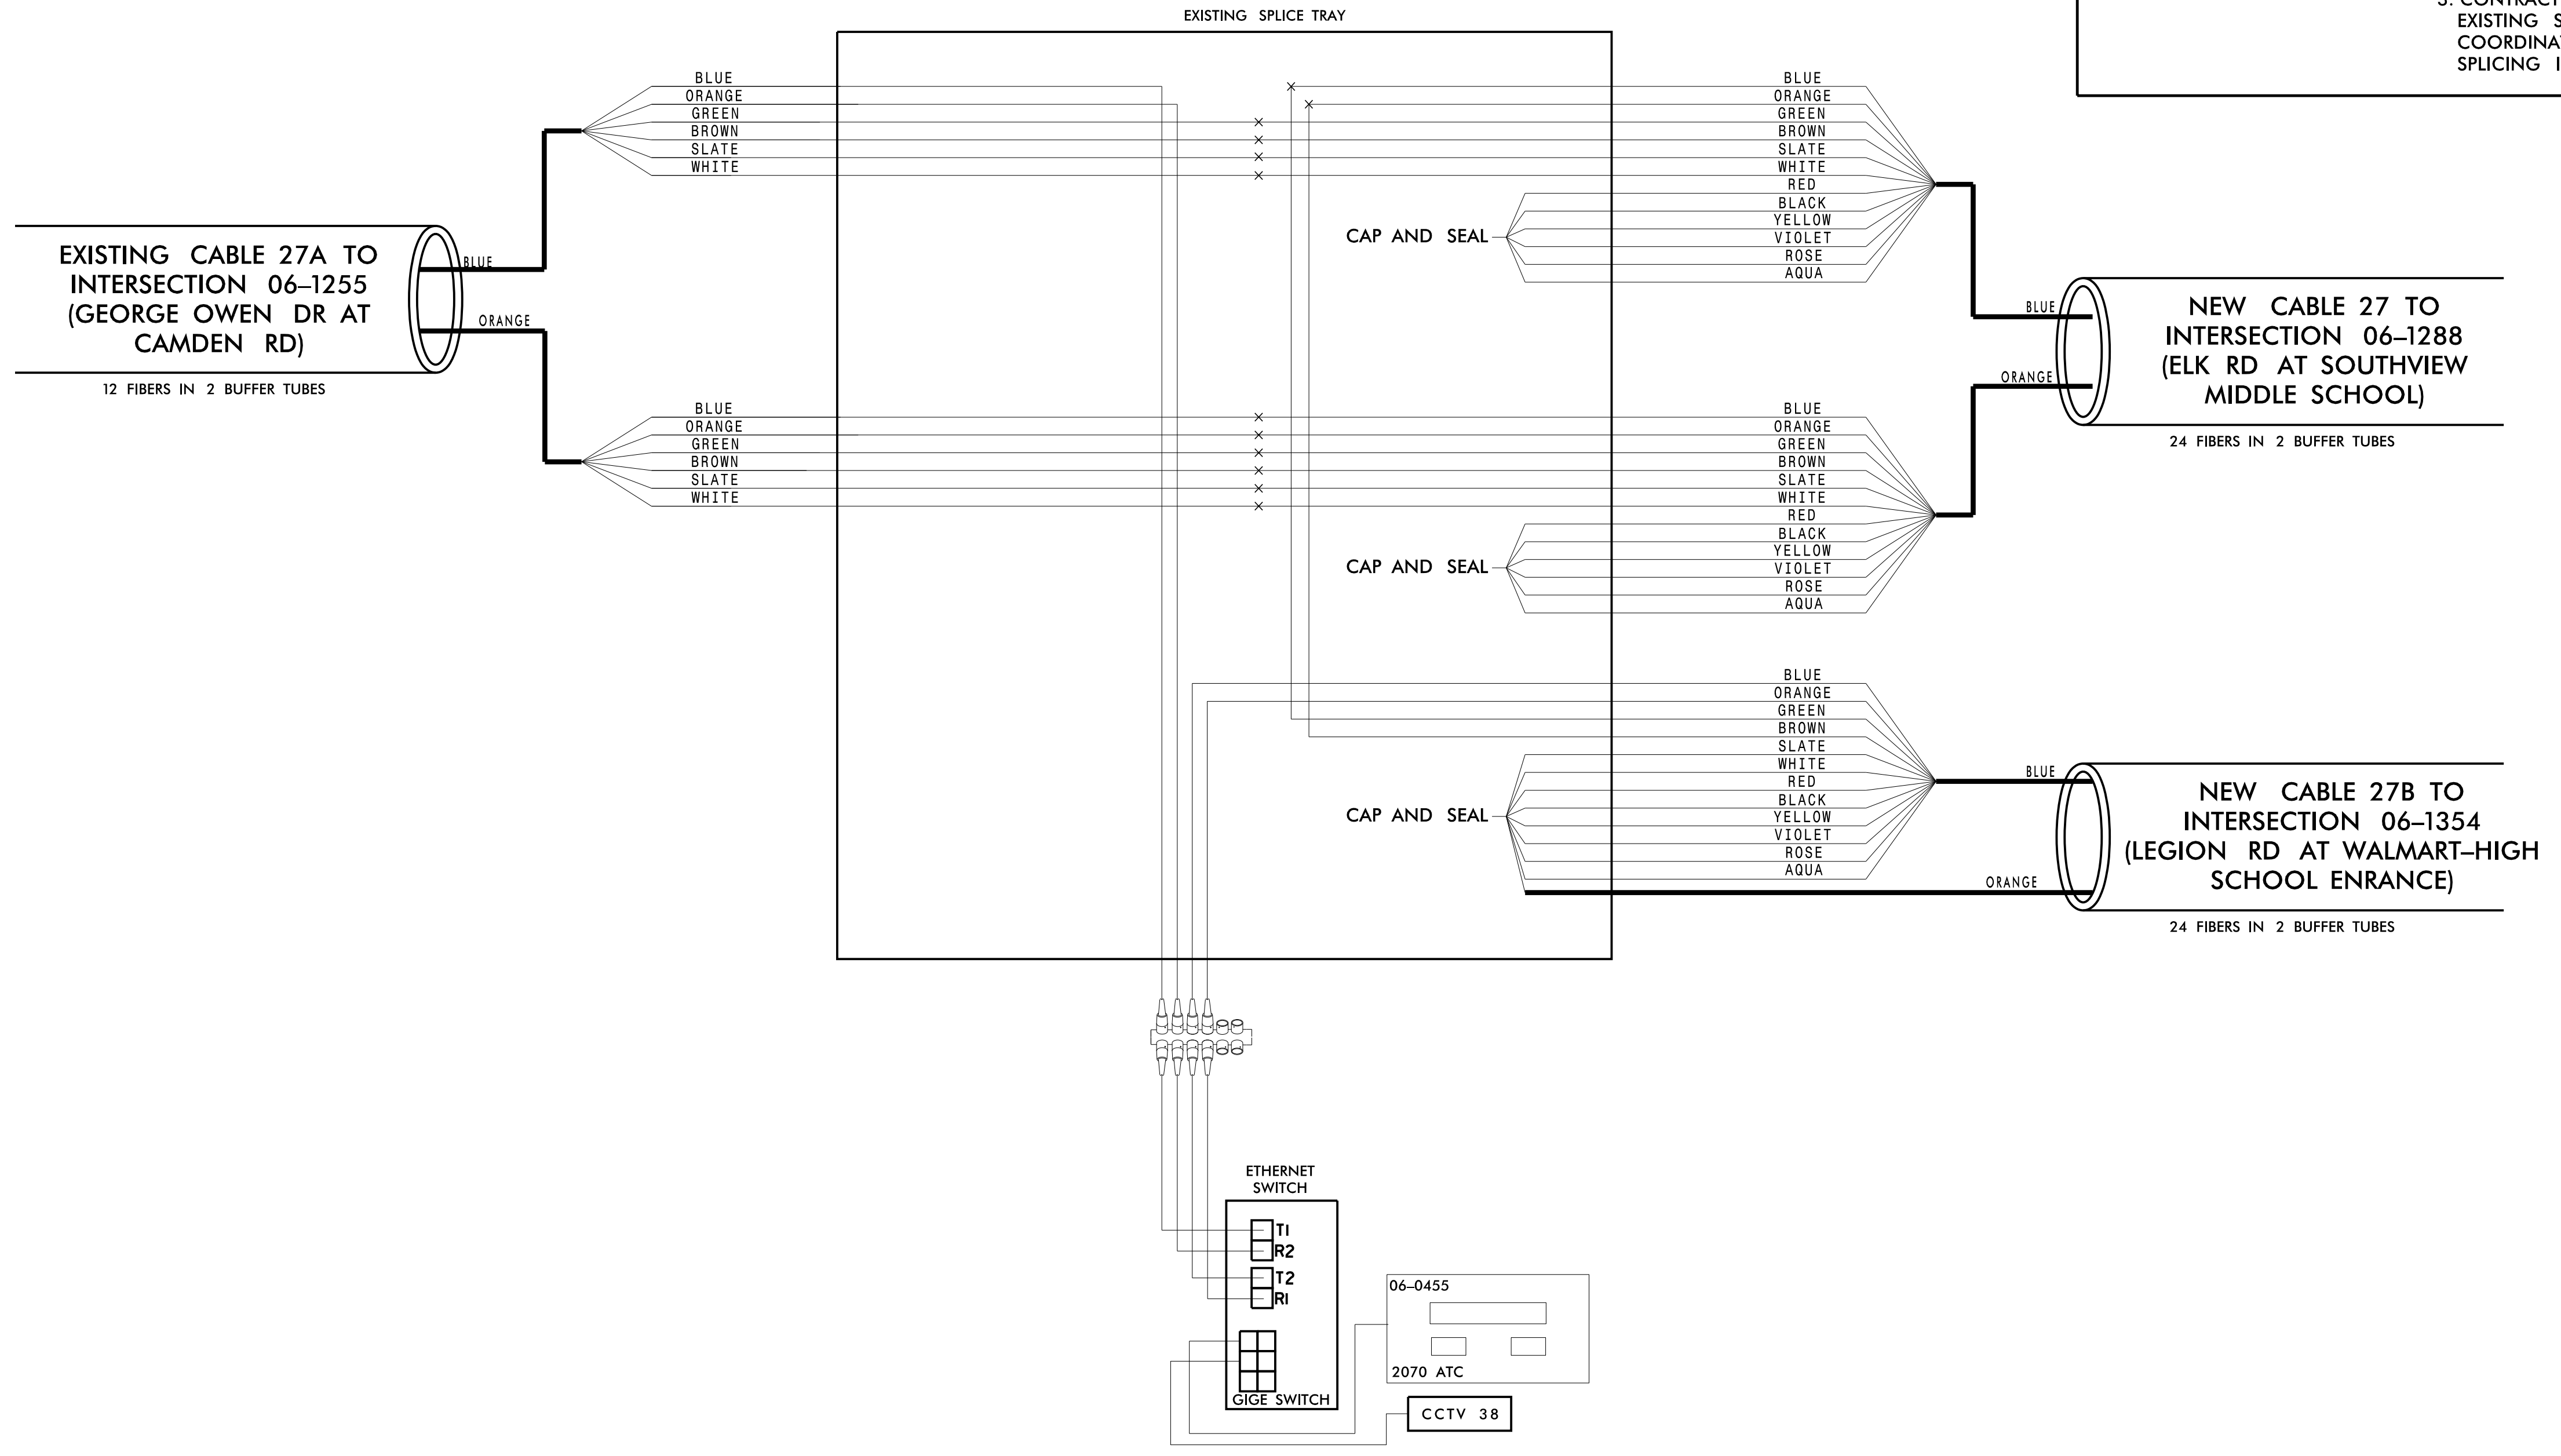 EXISTING SPLICE TRAY
EXISTING S
COORDINA
SPLICING
BLUE
ORANGE
GREEN
BROWN
SLATE
WHITE
BLUE
ORANGE
GREEN
BROWN
SLATE
WHITE
RED
BLACK
YELLOW
VIOLET
ROSE
AQUA
CAP AND SEAL
EXISTING CABLE 27A TO
INTERSECTION 06-1255
(GEORGE OWEN DR AT
CAMDEN RD)
12 FIBERS IN 2 BUFFER TUBES
BLUE
ORANGE
NEW CABLE 27 TO
INTERSECTION 06-1288
(ELK RD AT SOUTHVIEW
MIDDLE SCHOOL)
24 FIBERS IN 2 BUFFER TUBES
BLUE
ORANGE
BLUE
ORANGE
GREEN
BROWN
SLATE
WHITE
BLUE
ORANGE
GREEN
BROWN
SLATE
WHITE
RED
BLACK
YELLOW
VIOLET
ROSE
AQUA
CAP AND SEAL
BLUE
ORANGE
GREEN
BROWN
SLATE
WHITE
RED
BLACK
YELLOW
VIOLET
ROSE
AQUA
CAP AND SEAL
BLUE
ORANGE
NEW CABLE 27B TO
INTERSECTION 06-1354
(LEGION RD AT WALMART-HIGH
SCHOOL ENRANCE)
24 FIBERS IN 2 BUFFER TUBES
ETHERNET
SWITCH
T1
R2
T2
R1
GIGE SWITCH
06-0455
2070 ATC
CCTV 38